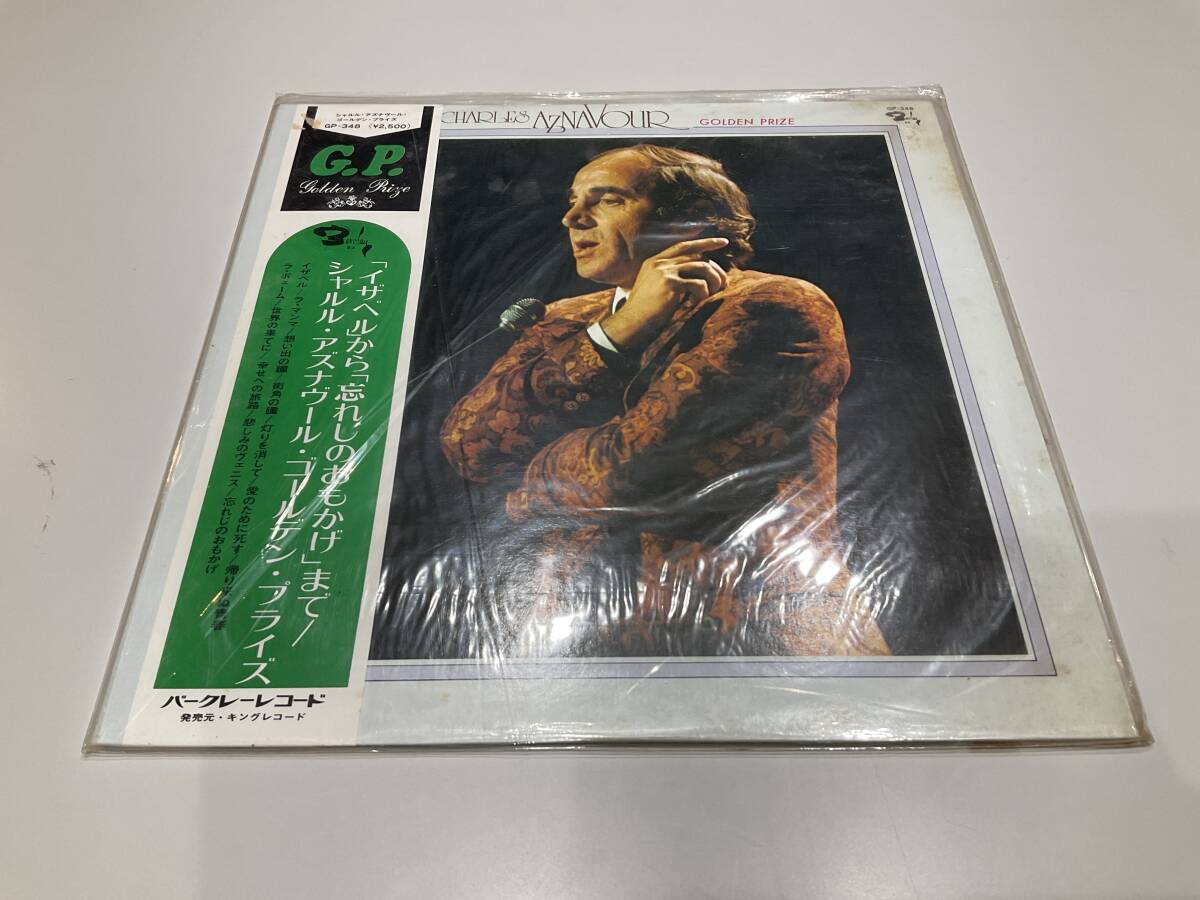 シャルル・アズナヴール・
ゴールデン・プライズ
GP-348 (¥2,500)
G.P.
Golden Prize
「イザベル」から「忘れじのおもかげ」まで/
シャルル・アズナヴール・ゴールデン・プライズ
イザベル/ラ・マンマ/想い出の瞳/街角の瞳/灯りを消して/愛のために死す/帰り来ぬ青春
ラ・ボエーム/世界の果てに/幸せへの旅路/悲しみのヴェニス/忘れじのおもかげ
バークレーレコード
発売元・キングレコード
CHARLES AZNAVOUR GOLDEN PRIZE
GP-348